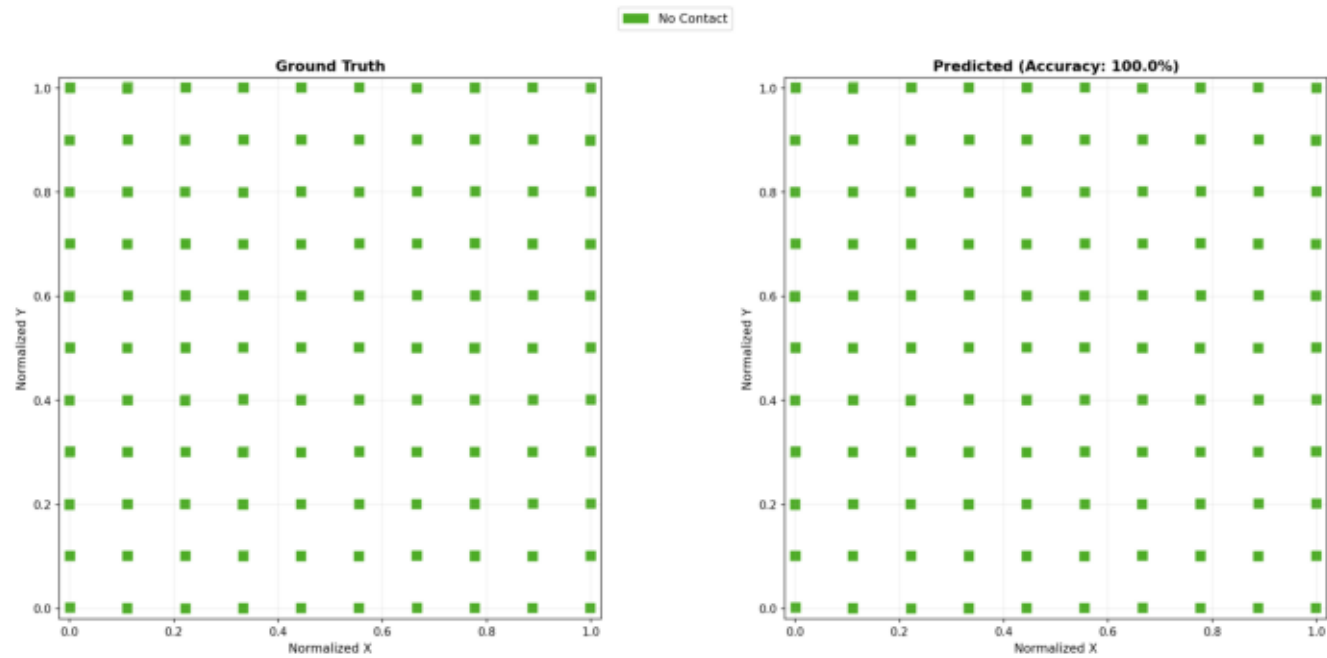 No Contact
Ground Truth
Predicted (Accuracy: 100.0%)
1.0
0.8
0.6
0.4
0.2
0.0
Normalized Y
0.0 0.2 0.4 0.6 0.8 1.0
Normalized X
1.0
0.8
0.6
0.4
0.2
0.0
Normalized Y
0.0 0.2 0.4 0.6 0.8 1.0
Normalized X